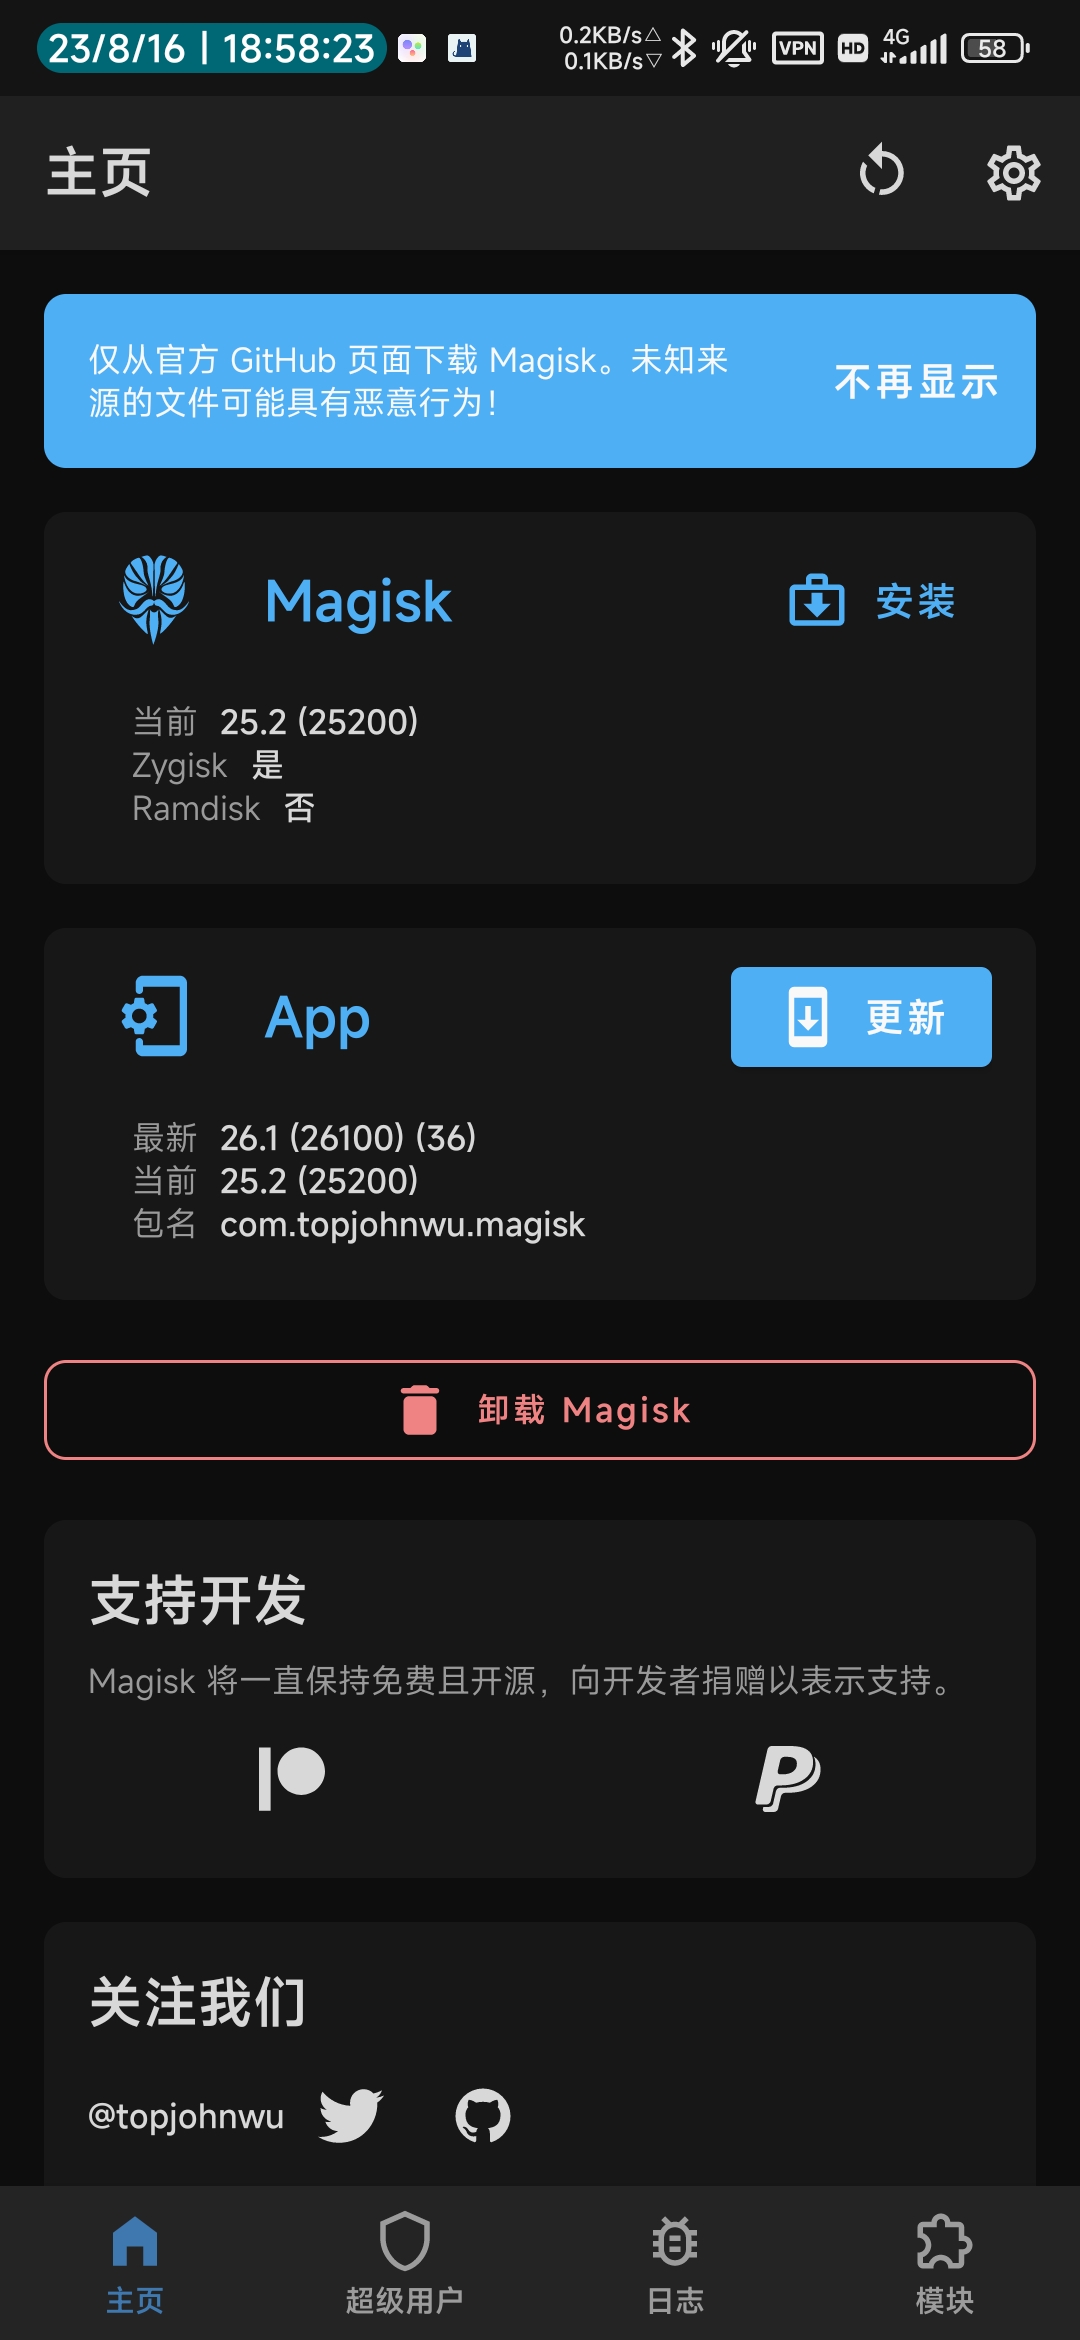 23/8/16 | 18:58:23
0.2KB/s△
0.1KB/s▽
VPN
HD
4G
58
主页
仅从官方 GitHub 页面下载 Magisk。未知来
源的文件可能具有恶意行为！
不再显示
Magisk
安装
当前 25.2 (25200)
Zygisk 是
Ramdisk 否
App
更新
最新 26.1 (26100) (36)
当前 25.2 (25200)
包名 com.topjohnwu.magisk
卸载 Magisk
支持开发
Magisk 将一直保持免费且开源，向开发者捐赠以表示支持。
关注我们
@topjohnwu
主页
超级用户
日志
模块